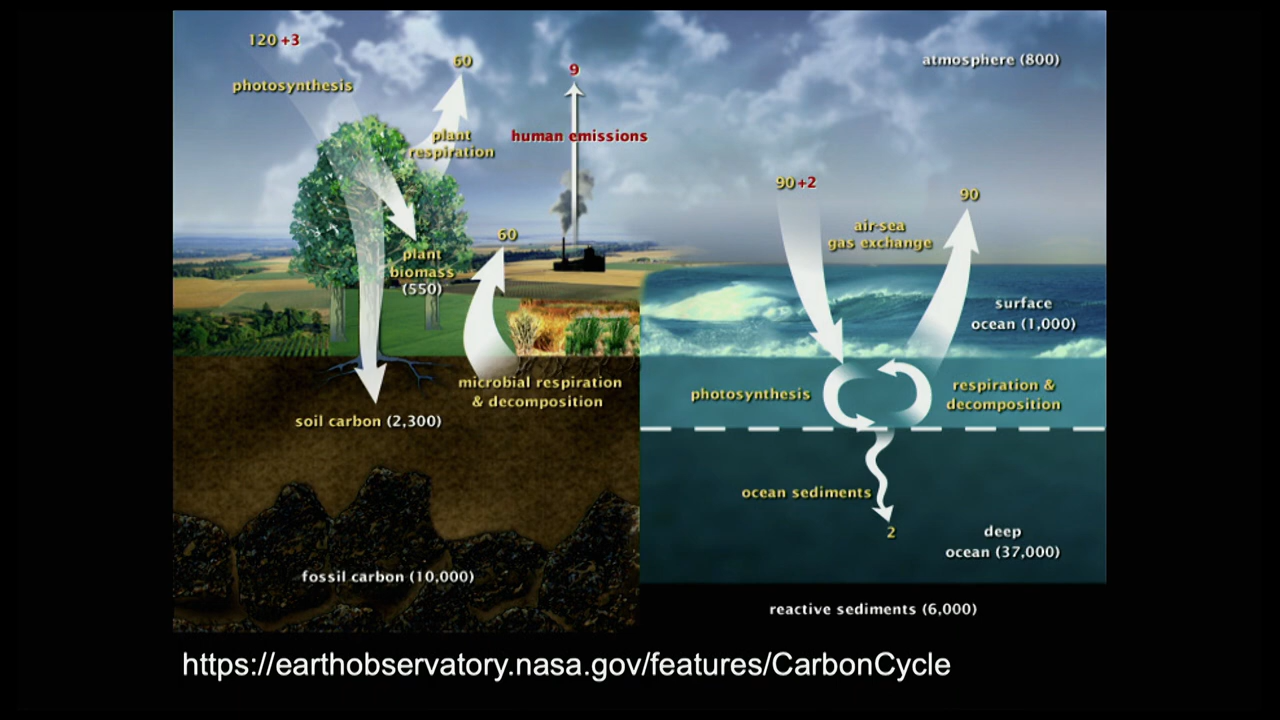 120 +3
photosynthesis
60
plant
respiration
9
human emissions
atmosphere (800)
90 +2
90
air-sea
gas exchange
60
plant
biomass
(550)
surface
ocean (1,000)
microbial respiration
& decomposition
photosynthesis
respiration &
decomposition
soil carbon (2,300)
ocean sediments
2
deep
ocean (37,000)
fossil carbon (10,000)
reactive sediments (6,000)
https://earthobservatory.nasa.gov/features/CarbonCycle